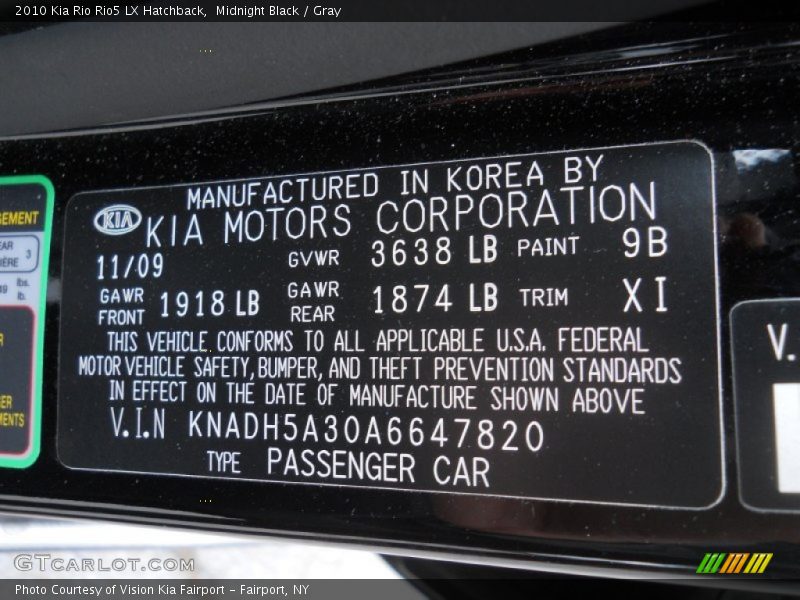 2010 Kia Rio Rio5 LX Hatchback,  Midnight Black / Gray
MANUFACTURED IN KOREA BY
KIA KIA MOTORS CORPORATION
11/09 GVWR 3638 LB PAINT 9B
GAWR FRONT 1918 LB GAWR REAR 1874 LB TRIM XI
THIS VEHICLE CONFORMS TO ALL APPLICABLE U.S.A. FEDERAL
MOTOR VEHICLE SAFETY, BUMPER, AND THEFT PREVENTION STANDARDS
IN EFFECT ON THE DATE OF MANUFACTURE SHOWN ABOVE
V.I.N KNADH5A30A6647820
TYPE PASSENGER CAR
V.
3
lbs.
lb.
GTCARLOT.COM
Photo Courtesy of Vision Kia Fairport – Fairport, NY